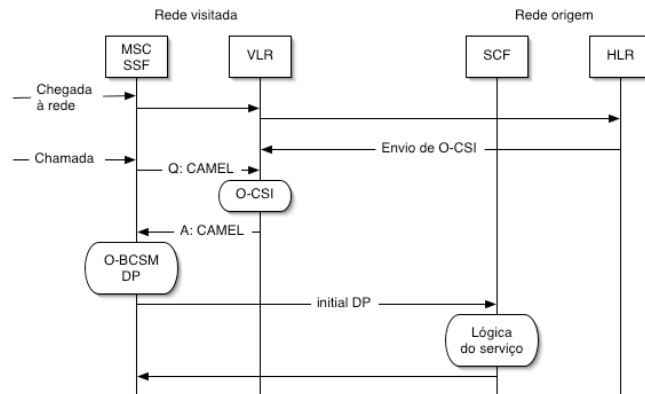 Rede visitada
Rede origem
MSC
SSF
VLR
SCF
HLR
Chegada
à rede
Envio de O-CSI
Chamada
Q: CAMEL
O-CSI
A: CAMEL
O-BCSM
DP
initial DP
Lógica
do serviço